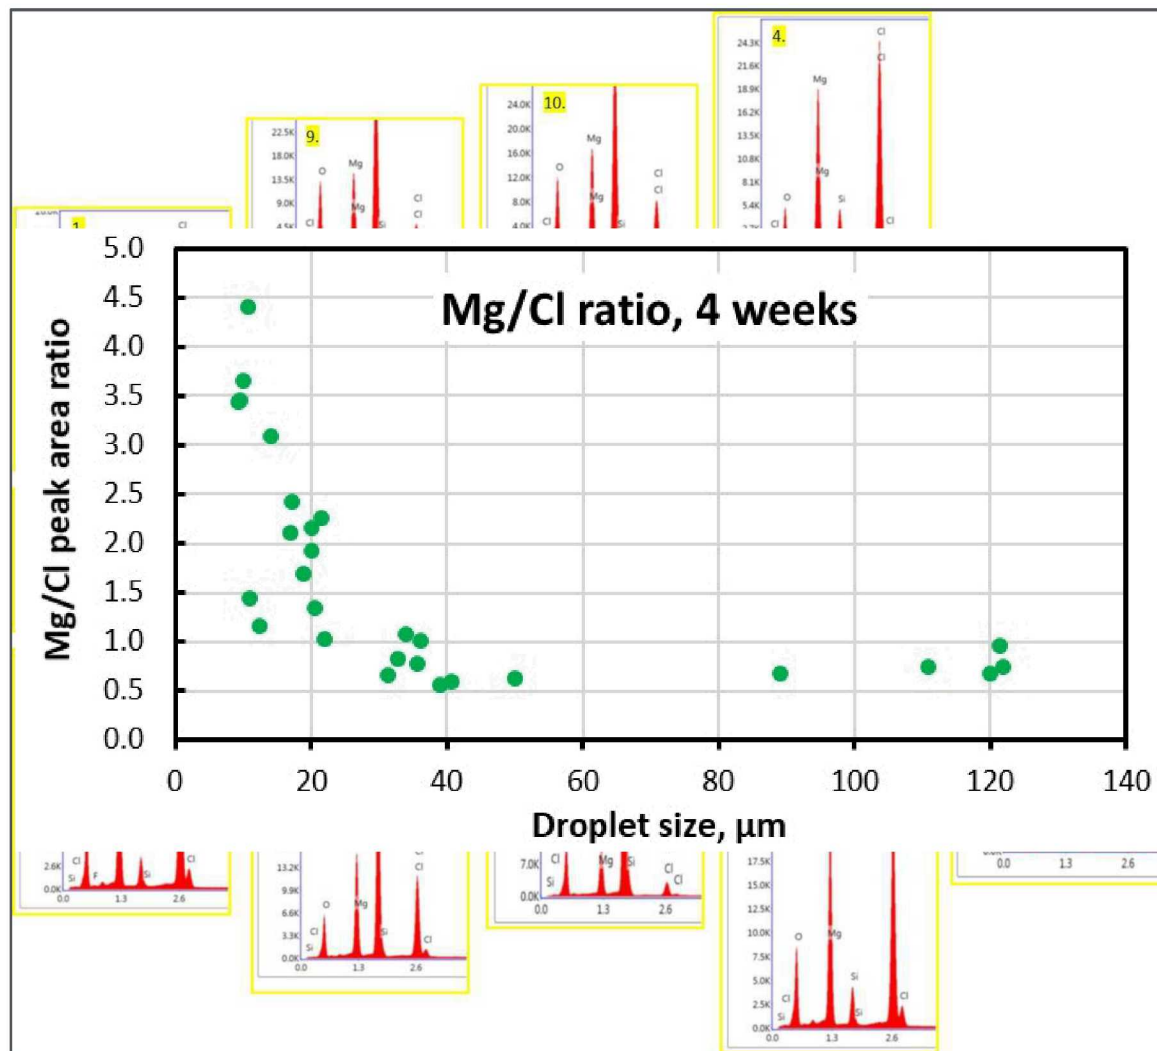 4.
24.3K
21.6K
18.9K
16.2K
13.5K
10.8K
8.1K
5.4K
Cl
Cl
Mg
Mg
O
Si
Cl
Cl
10.
24.0K
20.0K
16.0K
12.0K
8.0K
4.0K
O
Mg
Mg
Cl
Cl
Cl
Si
9.
22.5K
18.0K
13.5K
9.0K
4.5K
O
Mg
Mg
Cl
Cl
Cl
Si
1.
Cl
Mg/Cl ratio, 4 weeks
Mg/Cl peak area ratio
5.0
4.5
4.0
3.5
3.0
2.5
2.0
1.5
1.0
0.5
0.0
0 20 40 60 80 100 120 140
Droplet size, µm
2.6K
0.0K
Cl
Si
F
Si
Cl
0.0 1.3 2.6
13.2K
9.9K
6.6K
3.3K
0.0K
O
Mg
Cl
Cl
Si
Si
Cl
0.0 1.3 2.6
7.0K
0.0K
Cl
Si
Mg
Si
Cl
Cl
0.0 1.3 2.6
17.5K
15.0K
12.5K
10.0K
7.5K
5.0K
2.5K
0.0K
O
Mg
Si
Cl
Si
Si
Cl
0.0 1.3 2.6
0.0 1.3 2.6